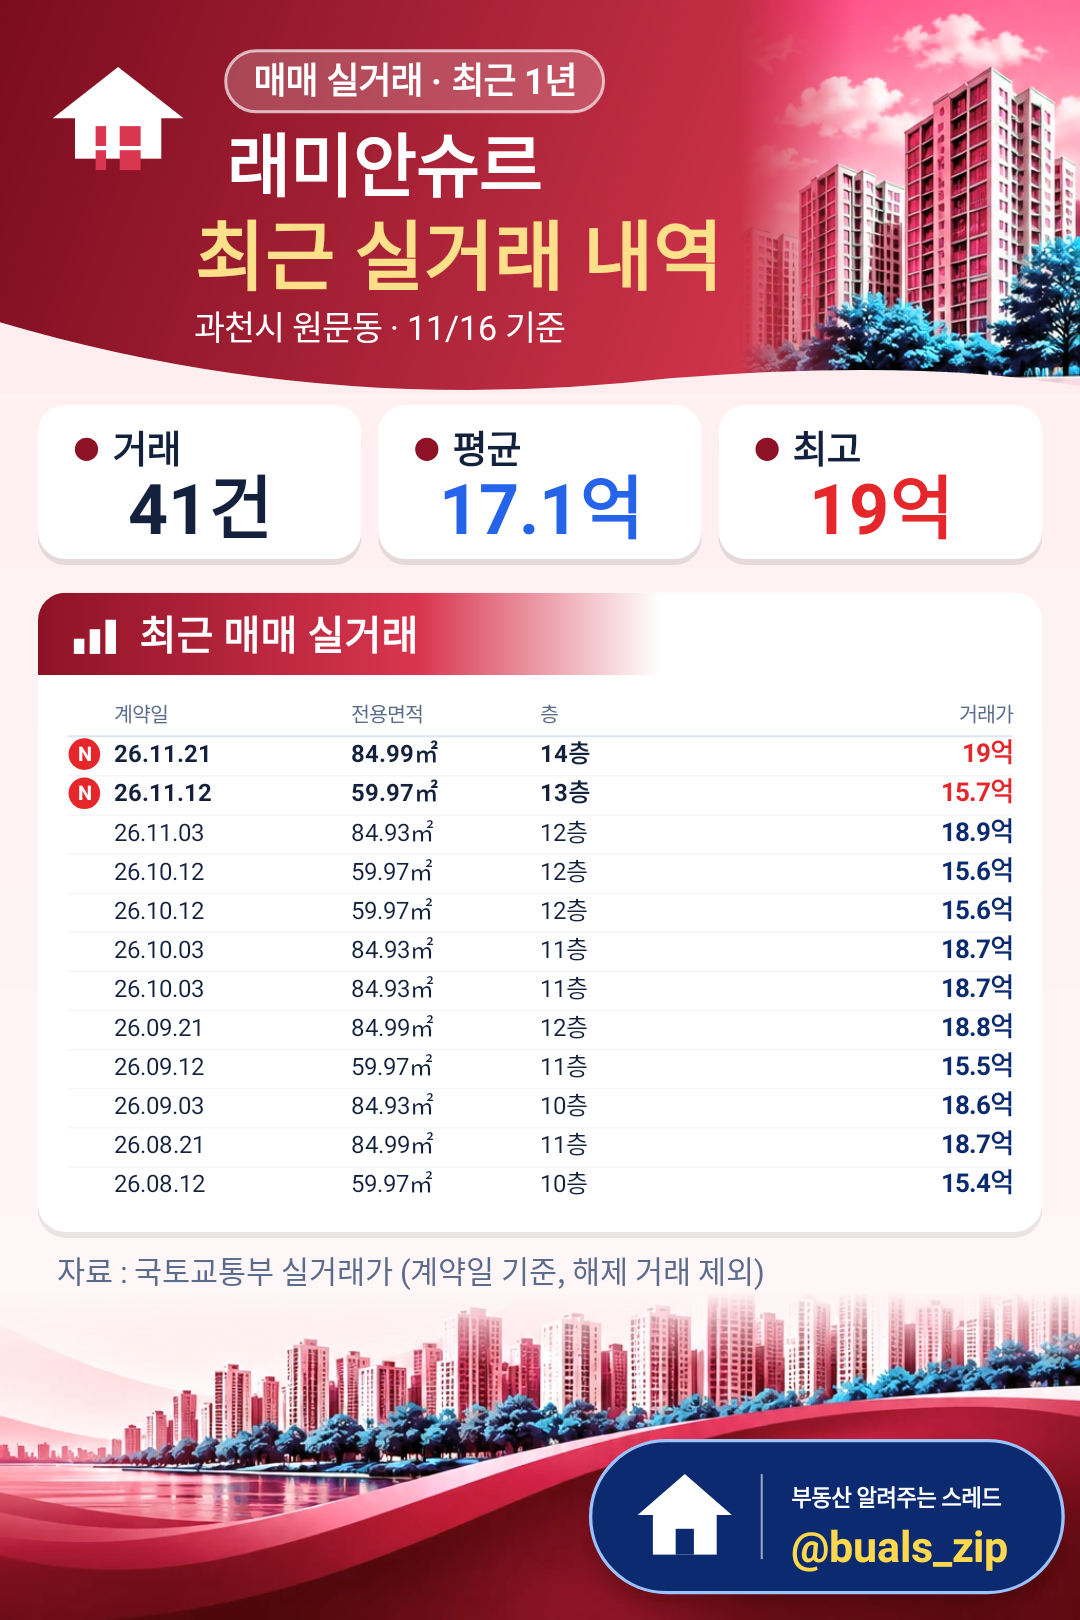 매매 실거래 · 최근 1년
래미안슈르
최근 실거래 내역
과천시 원문동 · 11/16 기준
거래
41건
평균
17.1억
최고
19억
최근 매매 실거래
계약일 전용면적 층 거래가
N 26.11.21 84.99㎡ 14층 19억
N 26.11.12 59.97㎡ 13층 15.7억
26.11.03 84.93㎡ 12층 18.9억
26.10.12 59.97㎡ 12층 15.6억
26.10.12 59.97㎡ 12층 15.6억
26.10.03 84.93㎡ 11층 18.7억
26.10.03 84.93㎡ 11층 18.7억
26.09.21 84.99㎡ 12층 18.8억
26.09.12 59.97㎡ 11층 15.5억
26.09.03 84.93㎡ 10층 18.6억
26.08.21 84.99㎡ 11층 18.7억
26.08.12 59.97㎡ 10층 15.4억
자료 : 국토교통부 실거래가 (계약일 기준, 해제 거래 제외)
부동산 알려주는 스레드
@buals_zip